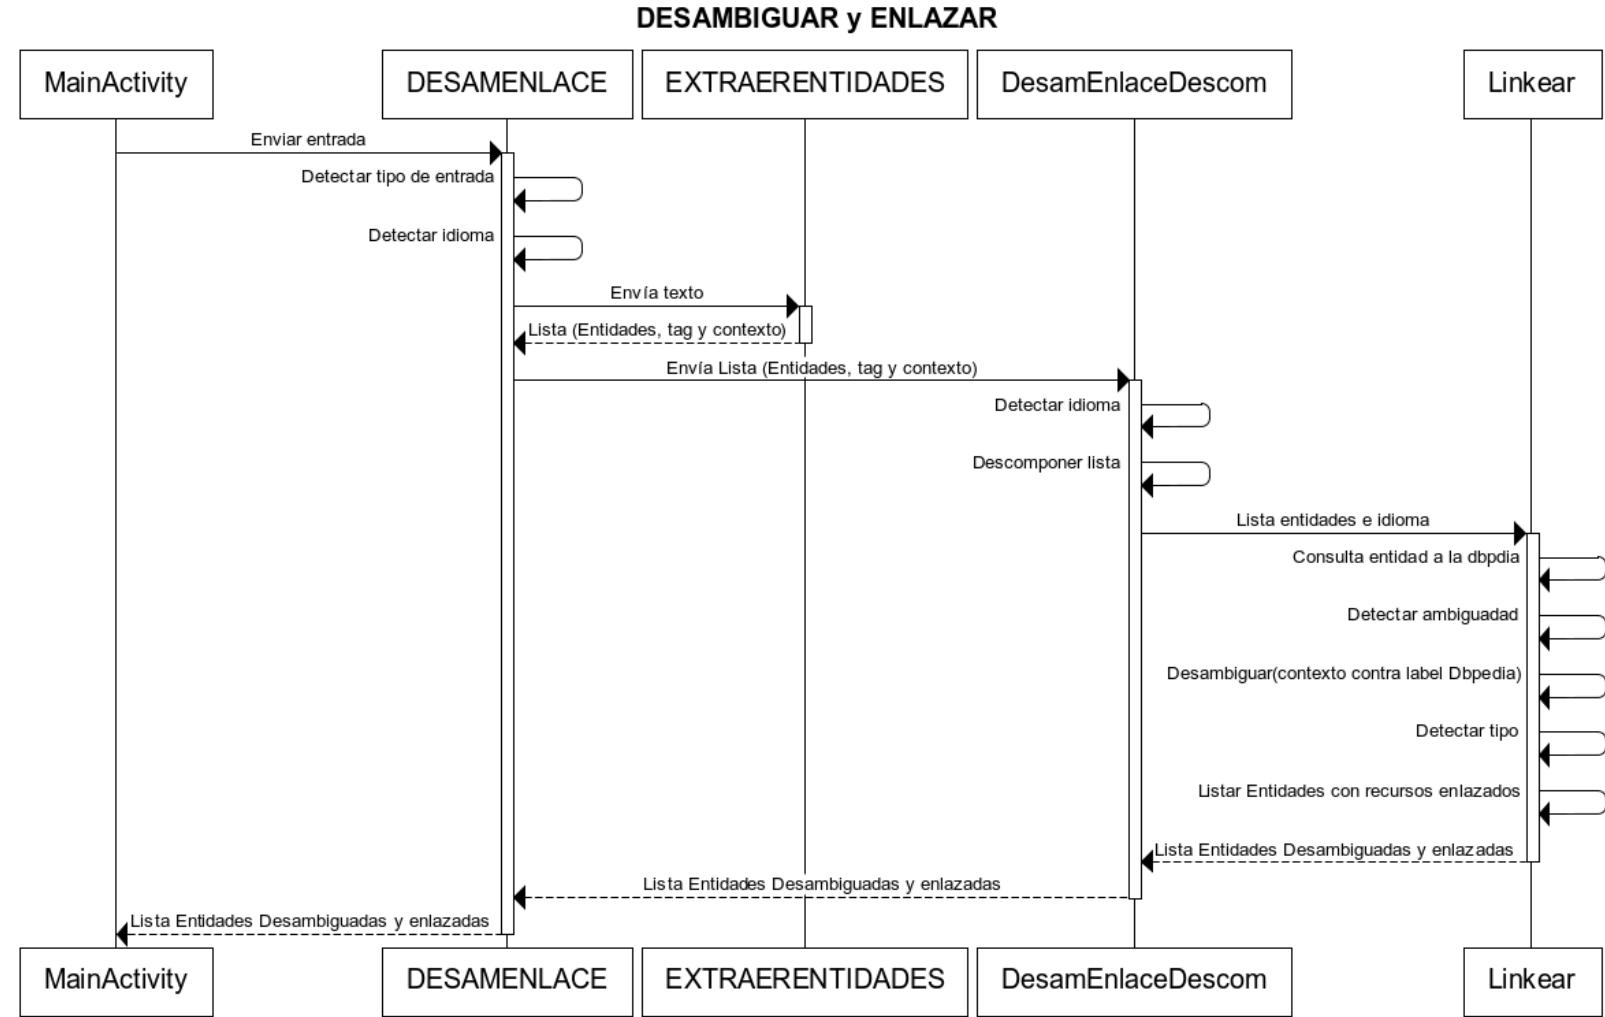 DESAMBIGUAR y ENLAZAR
MainActivity
DESAMENLACE
EXTRAERENTIDADES
DesamEnlaceDescom
Linkear
Enviar entrada
Detectar tipo de entrada
Detectar idioma
Envía texto
Lista (Entidades, tag y contexto)
Envía Lista (Entidades, tag y contexto)
Detectar idioma
Descomponer lista
Lista entidades e idioma
Consulta entidad a la dbpdia
Detectar ambiguadad
Desambiguar(contexto contra label Dbpedia)
Detectar tipo
Listar Entidades con recursos enlazados
Lista Entidades Desambiguadas y enlazadas
Lista Entidades Desambiguadas y enlazadas
Lista Entidades Desambiguadas y enlazadas
MainActivity
DESAMENLACE
EXTRAERENTIDADES
DesamEnlaceDescom
Linkear